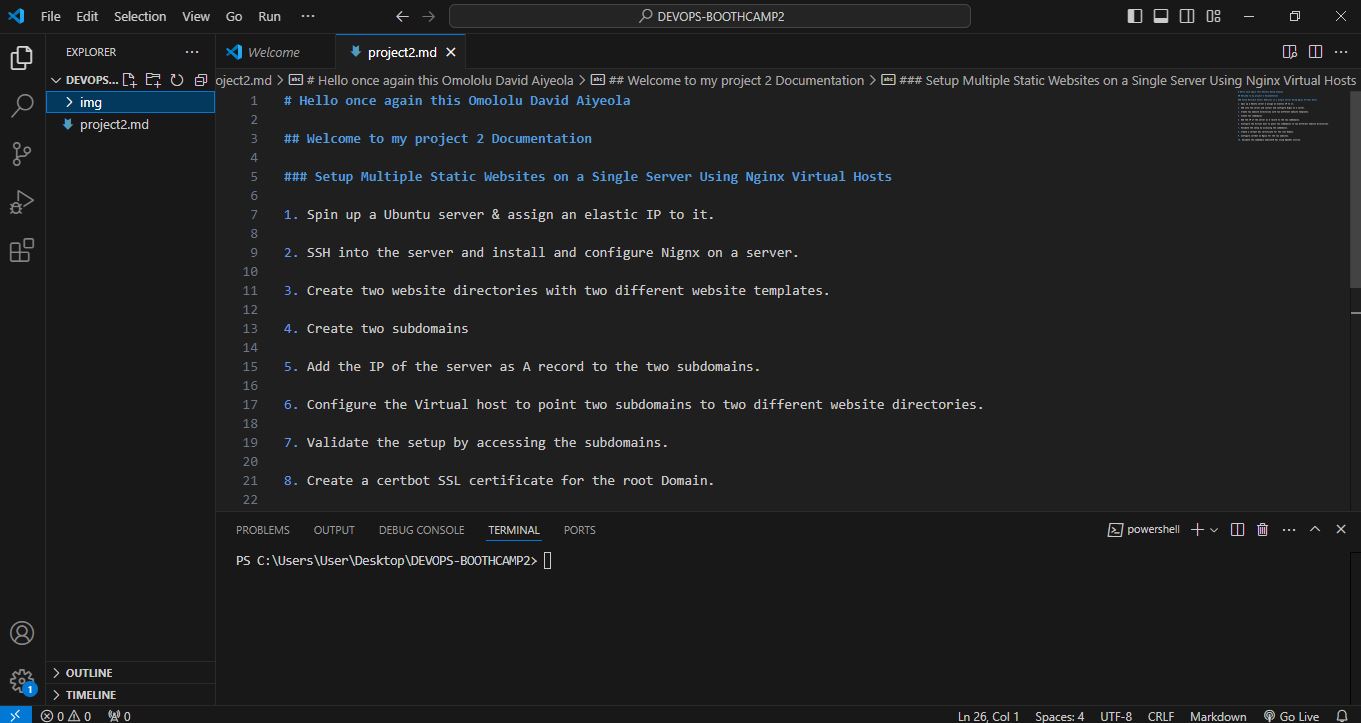 File Edit Selection View Go Run ··· DEVOPS-BOOTHCAMP2
EXPLORER ···
Welcome
project2.md
DEVOPS...
img
project2.md
oject2.md > # Hello once again this Omololu David Aiyeola > ## Welcome to my project 2 Documentation > ### Setup Multiple Static Websites on a Single Server Using Nginx Virtual Hosts
1 # Hello once again this Omololu David Aiyeola
2
3 ## Welcome to my project 2 Documentation
4
5 ### Setup Multiple Static Websites on a Single Server Using Nginx Virtual Hosts
6
7 1. Spin up a Ubuntu server & assign an elastic IP to it.
8
9 2. SSH into the server and install and configure Nignx on a server.
10
11 3. Create two website directories with two different website templates.
12
13 4. Create two subdomains
14
15 5. Add the IP of the server as A record to the two subdomains.
16
17 6. Configure the Virtual host to point two subdomains to two different website directories.
18
19 7. Validate the setup by accessing the subdomains.
20
21 8. Create a certbot SSL certificate for the root Domain.
22
PROBLEMS OUTPUT DEBUG CONSOLE TERMINAL PORTS powershell
PS C:\Users\User\Desktop\DEVOPS-BOOTHCAMP2>
1
OUTLINE
TIMELINE
0 0 0 Ln 26, Col 1 Spaces: 4 UTF-8 CRLF Markdown Go Live